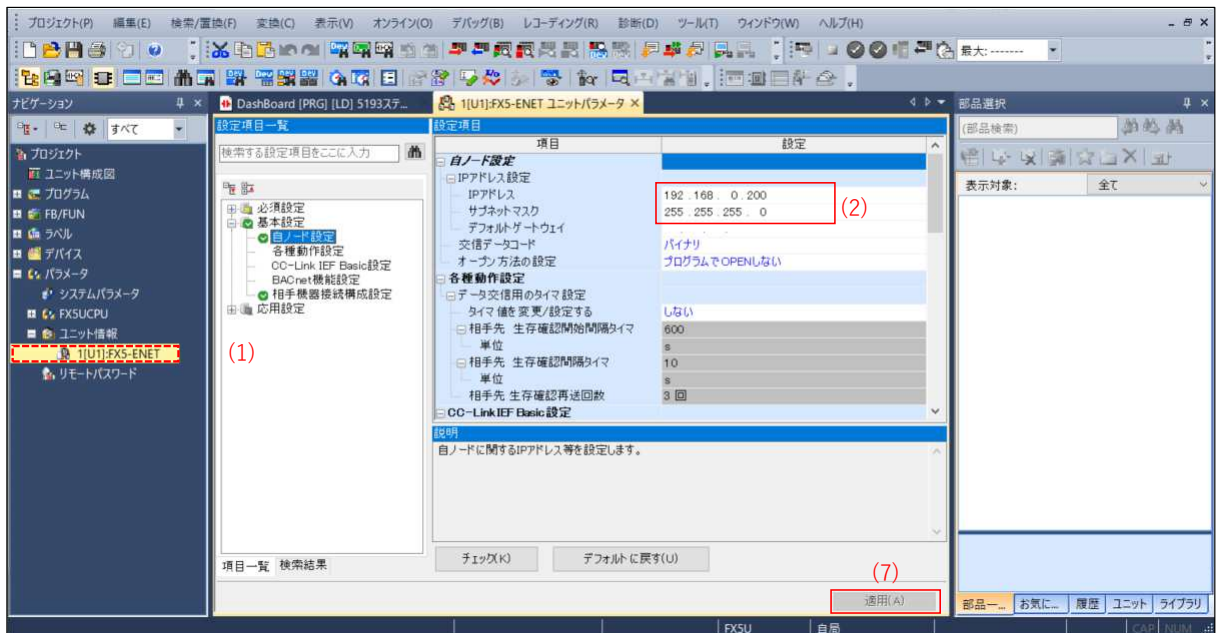 プロジェクト(P) 編集(E) 検索/置換(F) 変換(C) 表示(V) オンライン(O) デバッグ(B) レコーディング(R) 診断(D) ツール(T) ウィンドウ(W) ヘルプ(H)
最大: -------
ナビゲーション
すべて
プロジェクト
ユニット構成図
プログラム
FB/FUN
ラベル
デバイス
パラメータ
システムパラメータ
FX5UCPU
ユニット情報
1[U1]:FX5-ENET
リモートパスワード
DashBoard [PRG] [LD] 5193ステ...
1[U1]:FX5-ENET ユニットパラメータ
設定項目一覧
検索する設定項目をここに入力
必須設定
基本設定
自ノード設定
各種動作設定
CC-Link IEF Basic設定
BACnet機能設定
相手機器接続構成設定
応用設定
(1)
項目一覧 検索結果
設定項目
項目 設定
自ノード設定
IPアドレス設定
IPアドレス 192 . 168 . 0 . 200
サブネットマスク 255 . 255 . 255 . 0
(2)
デフォルトゲートウェイ . . .
交信データコード バイナリ
オープン方法の設定 プログラムでOPENしない
各種動作設定
データ交信用のタイマ設定
タイマ値を変更/設定する しない
相手先 生存確認開始間隔タイマ 600
単位 s
相手先 生存確認間隔タイマ 10
単位 s
相手先 生存確認再送回数 3 回
CC-Link IEF Basic 設定
説明
自ノードに関するIPアドレス等を設定します。
チェック(K) デフォルトに戻す(U)
(7)
適用(A)
部品選択
(部品検索)
表示対象: 全て
部品一... お気に... 履歴 ユニット ライブラリ
FX5U 自局 CAP NUM